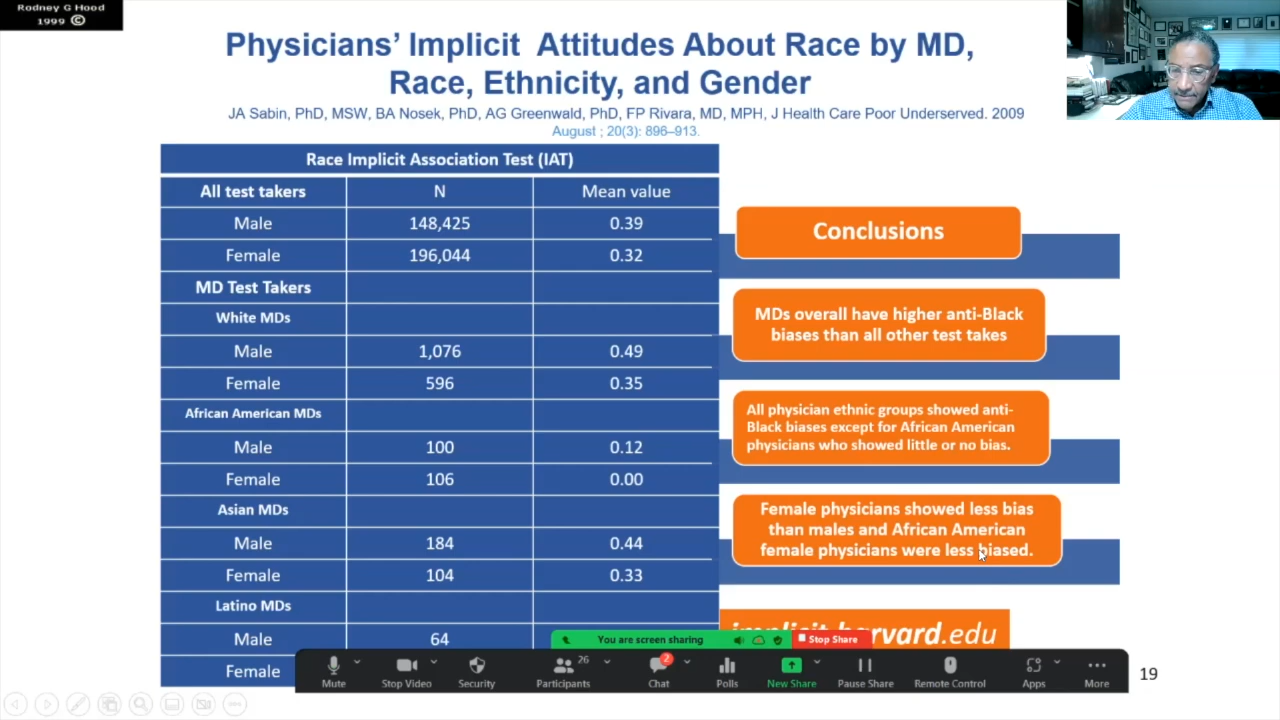 Rodney G Hood
1999 ©
Physicians' Implicit Attitudes About Race by MD,
Race, Ethnicity, and Gender
JA Sabin, PhD, MSW, BA Nosek, PhD, AG Greenwald, PhD, FP Rivara, MD, MPH, J Health Care Poor Underserved. 2009
August ; 20(3): 896–913.
Race Implicit Association Test (IAT)
All test takers N Mean value
Male 148,425 0.39
Female 196,044 0.32
MD Test Takers
White MDs
Male 1,076 0.49
Female 596 0.35
African American MDs
Male 100 0.12
Female 106 0.00
Asian MDs
Male 184 0.44
Female 104 0.33
Latino MDs
Male 64
Female
Conclusions
MDs overall have higher anti-Black
biases than all other test takes
All physician ethnic groups showed anti-
Black biases except for African American
physicians who showed little or no bias.
Female physicians showed less bias
than males and African American
female physicians were less biased.
implicit.harvard.edu
You are screen sharing Stop Share
Mute Stop Video Security Participants 26 Chat 2 Polls New Share Pause Share Remote Control Apps More
19